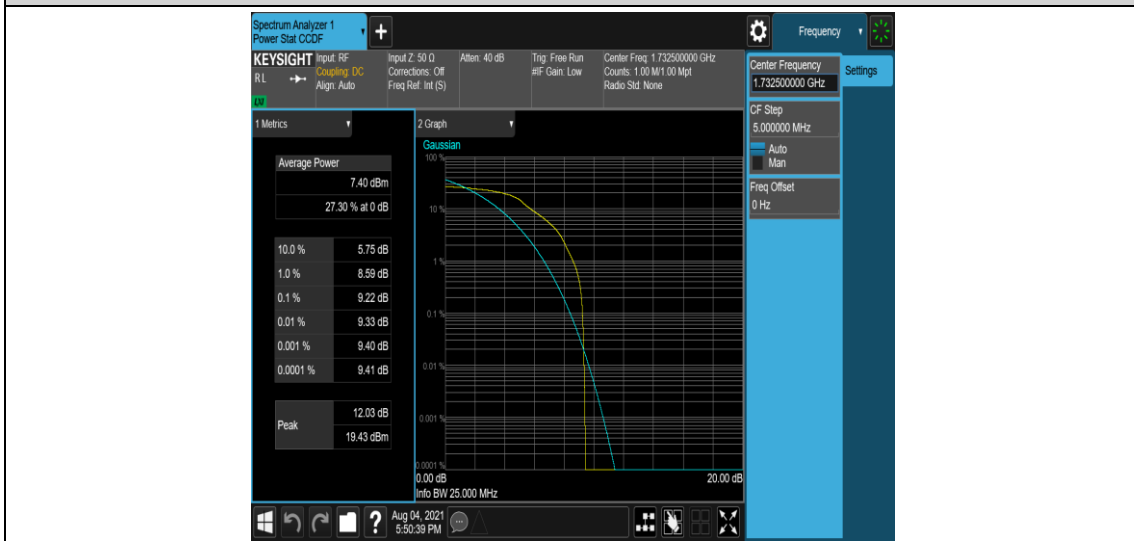 Spectrum Analyzer 1
Power Stat CCDF
+
Frequency
KEYSIGHT
RL
LM
Input: RF
Coupling: DC
Align: Auto
Input Z: 50 Ω
Corrections: Off
Freq Ref: Int (S)
Atten: 40 dB
Trig: Free Run
#IF Gain: Low
Center Freq: 1.732500000 GHz
Counts: 1.00 M/1.00 Mpt
Radio Std: None
Center Frequency
1.732500000 GHz
Settings
CF Step
5.000000 MHz
Auto
Man
Freq Offset
0 Hz
1 Metrics
Average Power
7.40 dBm
27.30 % at 0 dB
10.0 % 5.75 dB
1.0 % 8.59 dB
0.1 % 9.22 dB
0.01 % 9.33 dB
0.001 % 9.40 dB
0.0001 % 9.41 dB
Peak
12.03 dB
19.43 dBm
2 Graph
Gaussian
100 %
10 %
1 %
0.1 %
0.01 %
0.001 %
0.0001 %
0.00 dB 20.00 dB
Info BW 25.000 MHz
?
Aug 04, 2021
5:50:39 PM